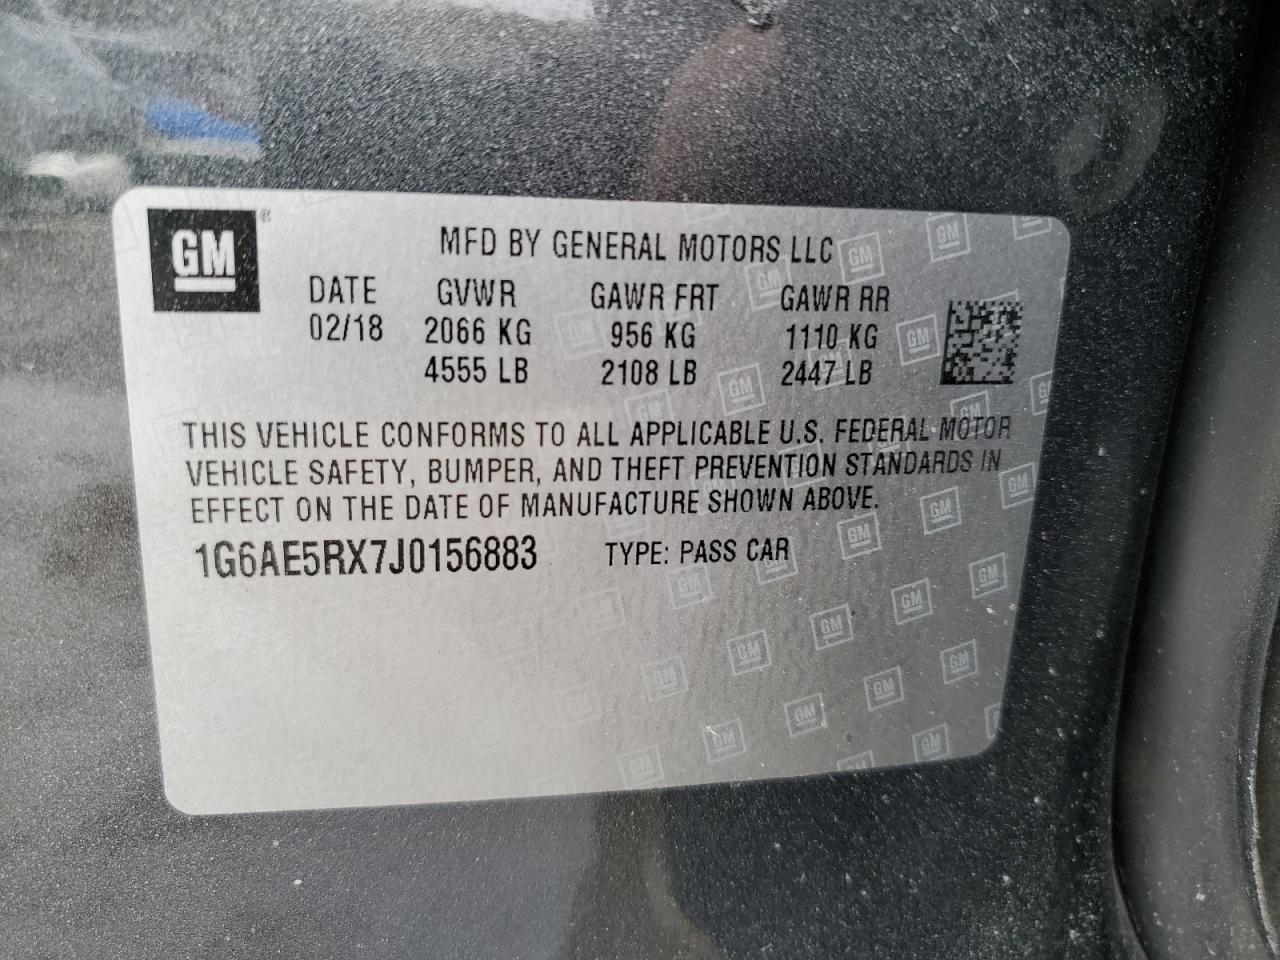 GM®
MFD BY GENERAL MOTORS LLC
DATE GVWR GAWR FRT GAWR RR
02/18 2066 KG 956 KG 1110 KG
4555 LB 2108 LB 2447 LB
THIS VEHICLE CONFORMS TO ALL APPLICABLE U.S. FEDERAL MOTOR
VEHICLE SAFETY, BUMPER, AND THEFT PREVENTION STANDARDS IN
EFFECT ON THE DATE OF MANUFACTURE SHOWN ABOVE.
1G6AE5RX7J0156883 TYPE: PASS CAR